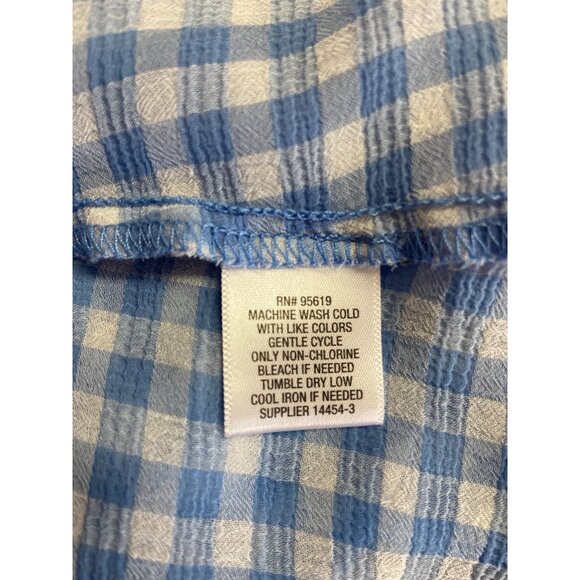 RN# 95619
MACHINE WASH COLD
WITH LIKE COLORS
GENTLE CYCLE
ONLY NON-CHLORINE
BLEACH IF NEEDED
TUMBLE DRY LOW
COOL IRON IF NEEDED
SUPPLIER 14454-3